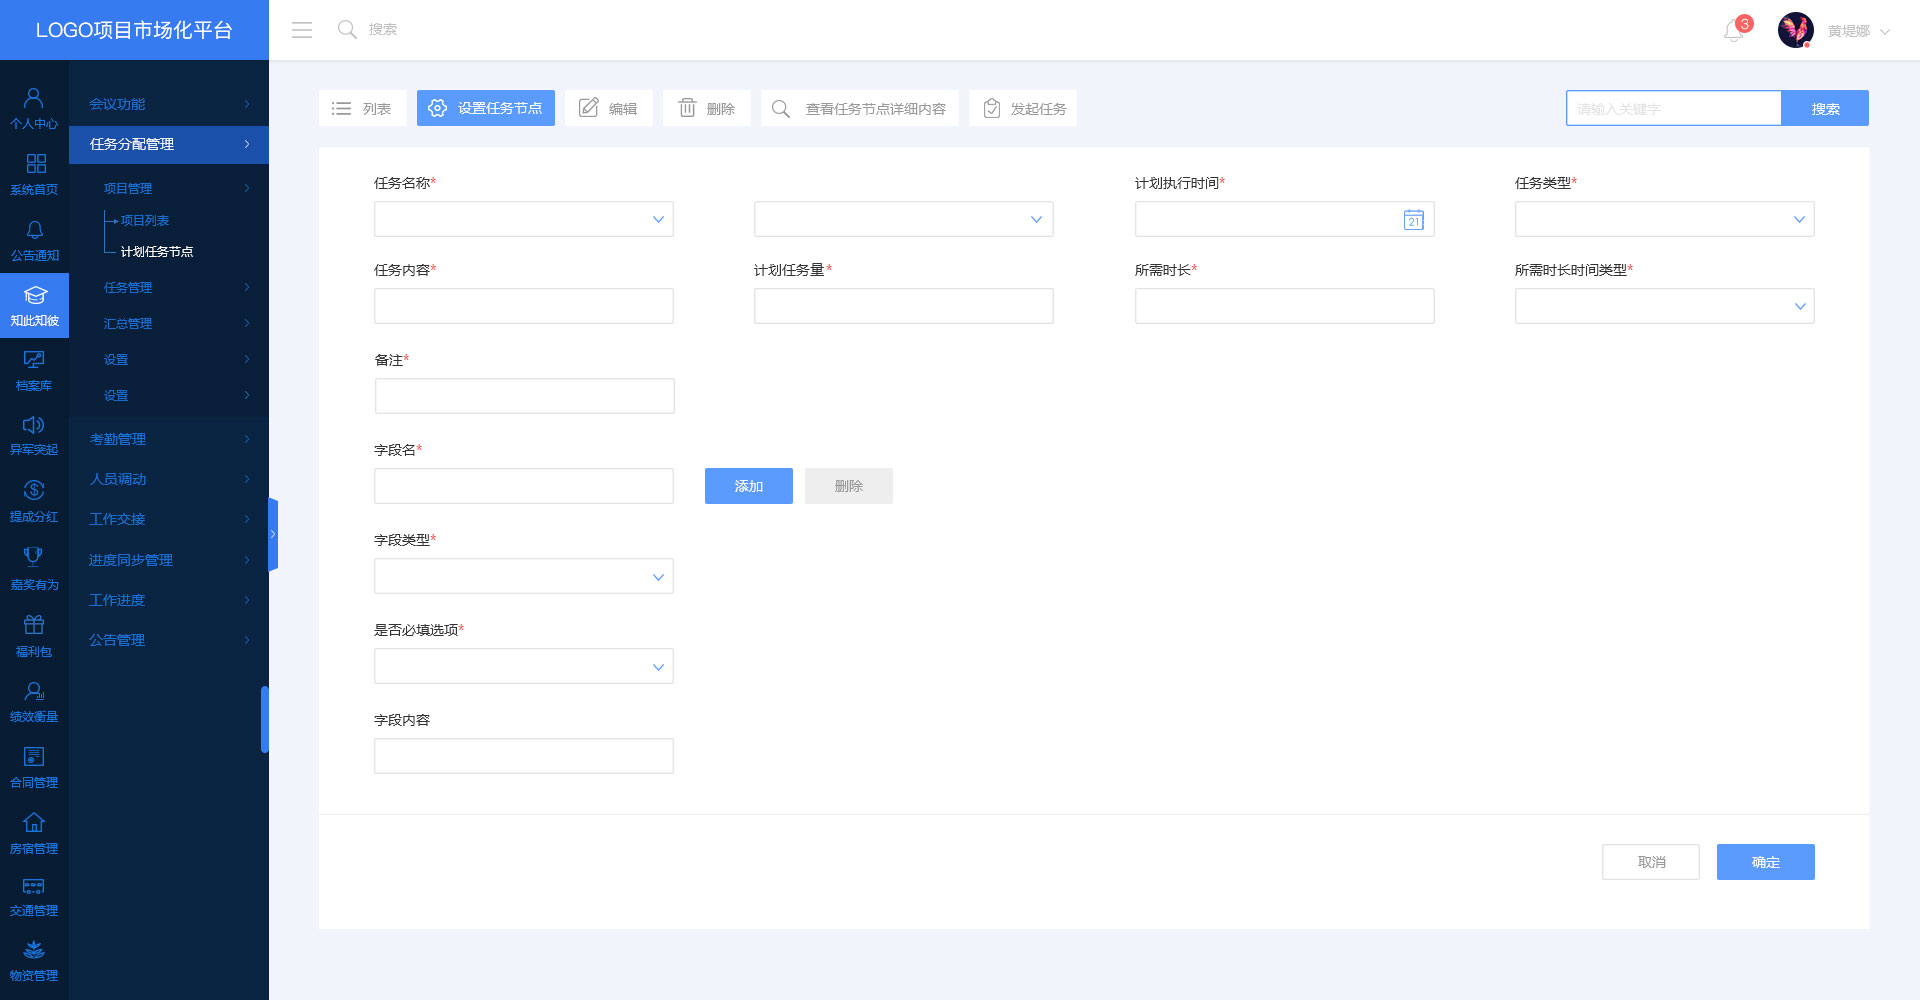 LOGO项目市场化平台
搜索
3
黄堤娜
个人中心
系统首页
公告通知
知此知彼
档案库
异军突起
提成分红
嘉奖有为
福利包
绩效衡量
合同管理
房宿管理
交通管理
物资管理
会议功能
任务分配管理
项目管理
项目列表
计划任务节点
任务管理
汇总管理
设置
设置
考勤管理
人员调动
工作交接
进度同步管理
工作进度
公告管理
列表
设置任务节点
编辑
删除
查看任务节点详细内容
发起任务
请输入关键字
搜索
任务名称*
计划执行时间*
任务类型*
21
任务内容*
计划任务量*
所需时长*
所需时长时间类型*
备注*
字段名*
添加
删除
字段类型*
是否必填选项*
字段内容
取消
确定